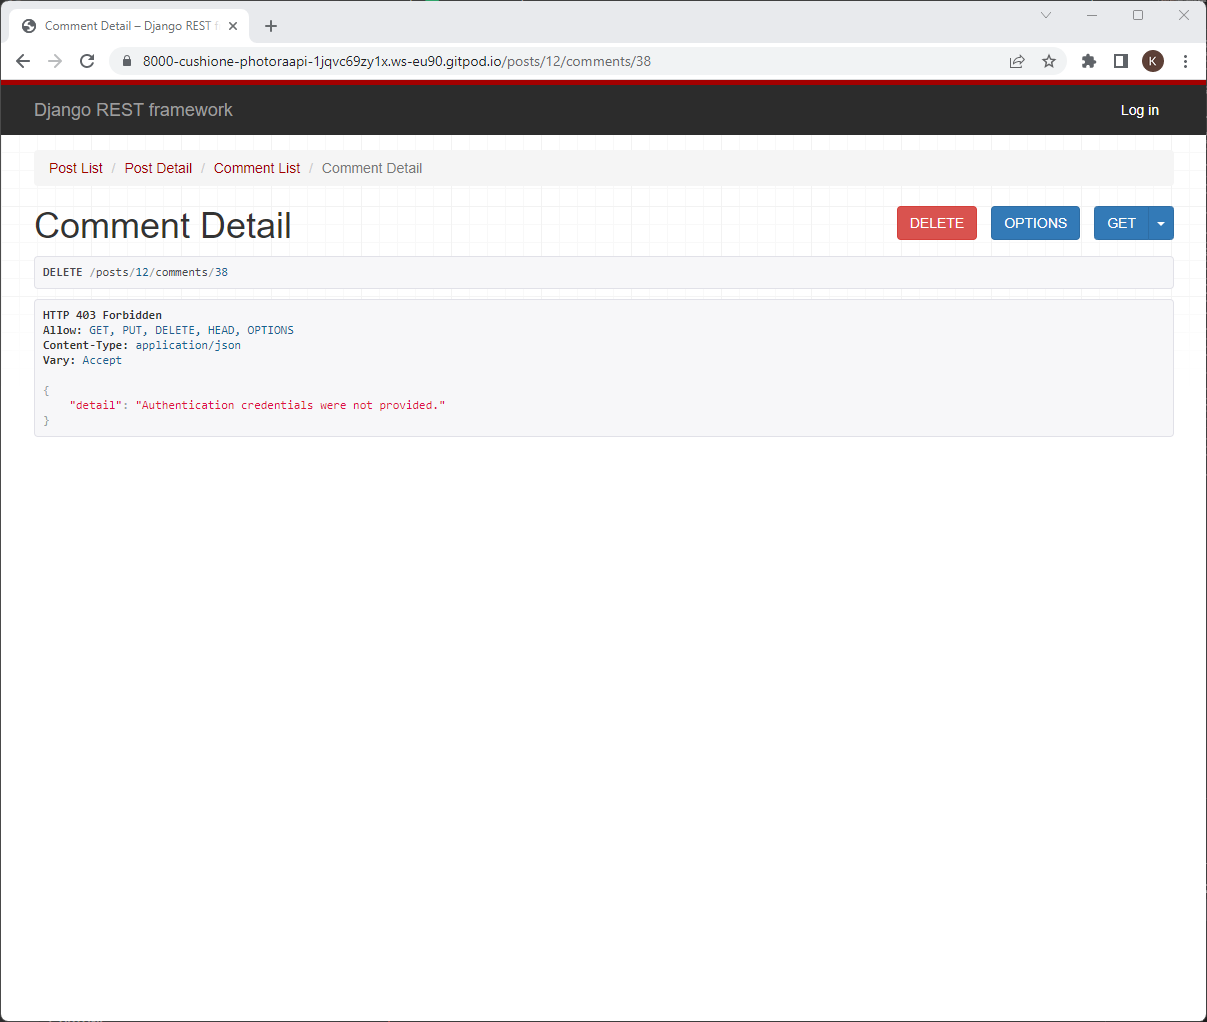 Comment Detail – Django REST f
8000-cushione-photoraapi-1jqvc69zy1x.ws-eu90.gitpod.io/posts/12/comments/38
K
Django REST framework
Log in
Post List / Post Detail / Comment List / Comment Detail
Comment Detail
DELETE
OPTIONS
GET
DELETE /posts/12/comments/38
HTTP 403 Forbidden
Allow: GET, PUT, DELETE, HEAD, OPTIONS
Content-Type: application/json
Vary: Accept
{
"detail": "Authentication credentials were not provided."
}